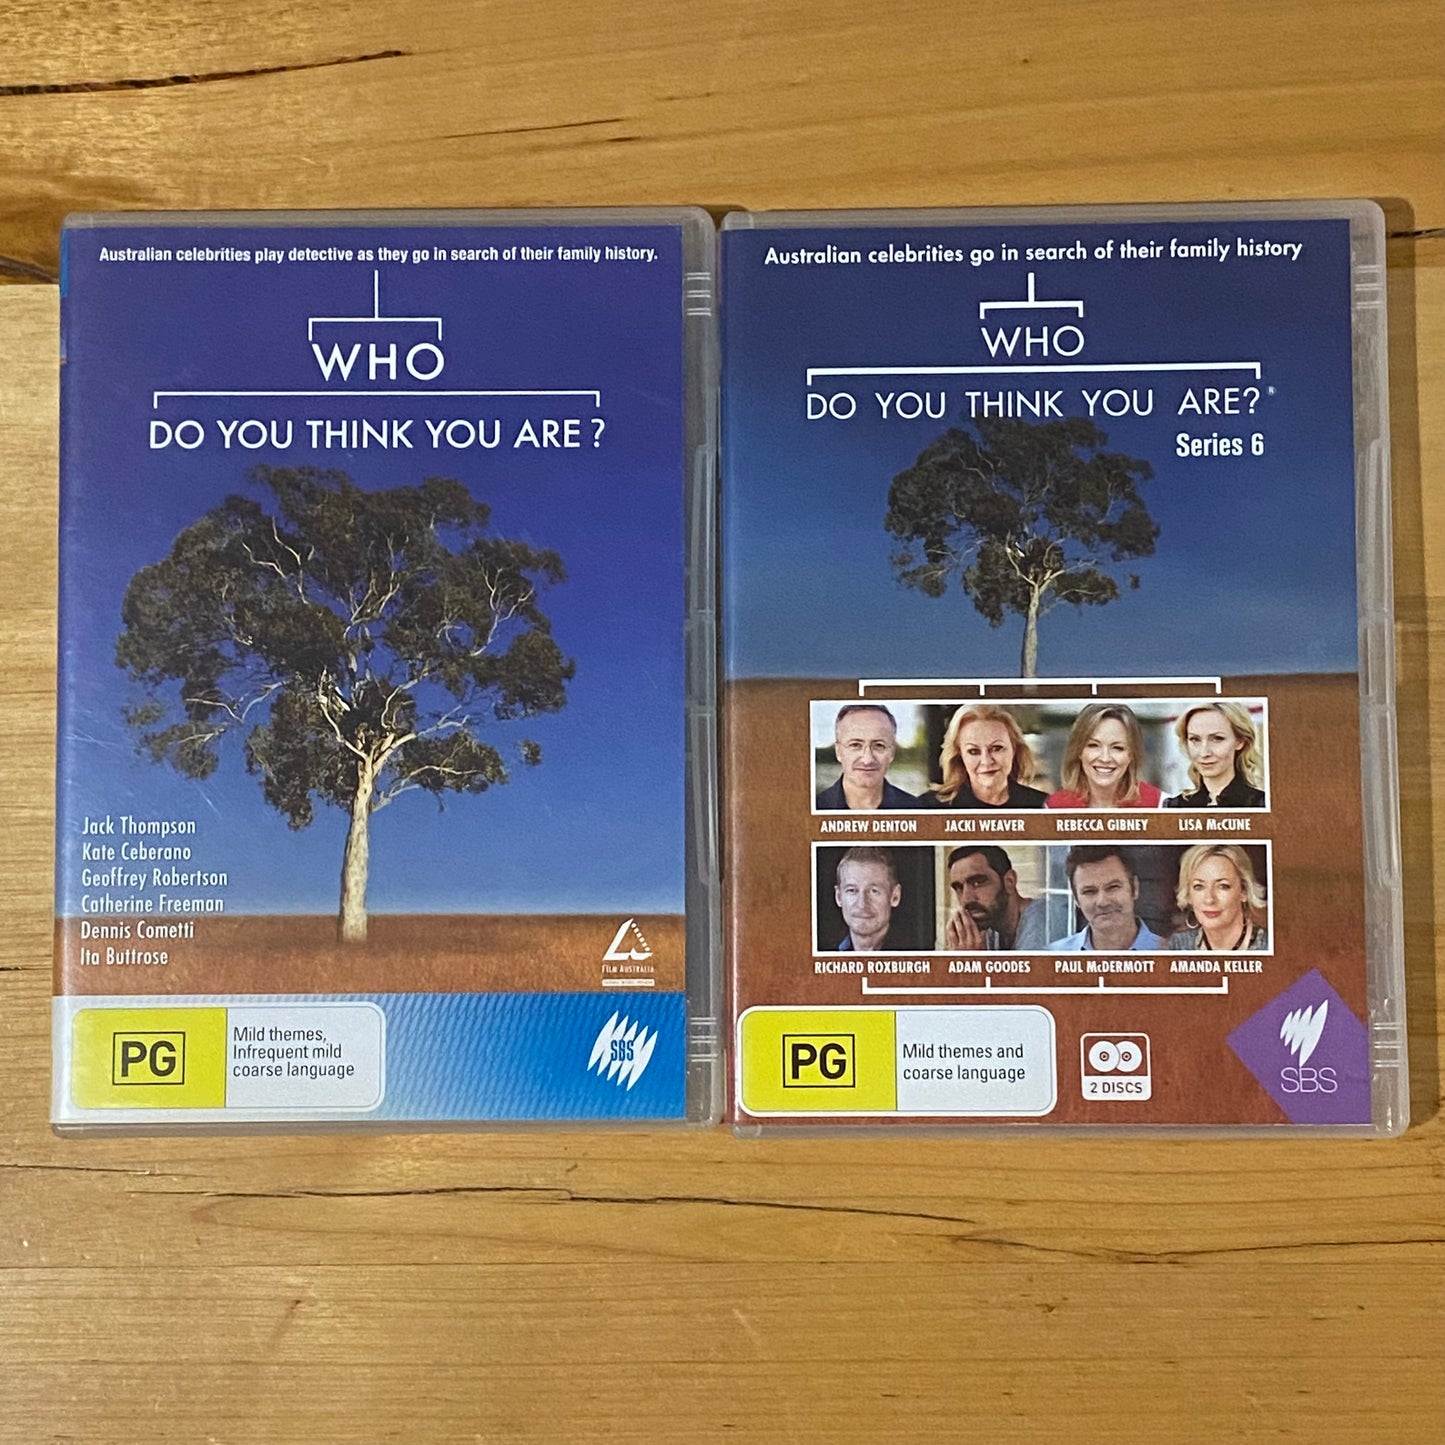 Australian celebrities play detective as they go in search of their family history.
WHO
DO YOU THINK YOU ARE?
Jack Thompson
Kate Ceberano
Geoffrey Robertson
Catherine Freeman
Dennis Cometti
Ita Buttrose
FILM AUSTRALIA
PG
Mild themes,
Infrequent mild
coarse language
SBS
Australian celebrities go in search of their family history
WHO
DO YOU THINK YOU ARE?®
Series 6
ANDREW DENTON JACKI WEAVER REBECCA GIBNEY LISA McCUNE
RICHARD ROXBURGH ADAM GOODES PAUL McDERMOTT AMANDA KELLER
PG
Mild themes and
coarse language
2 DISCS
SBS